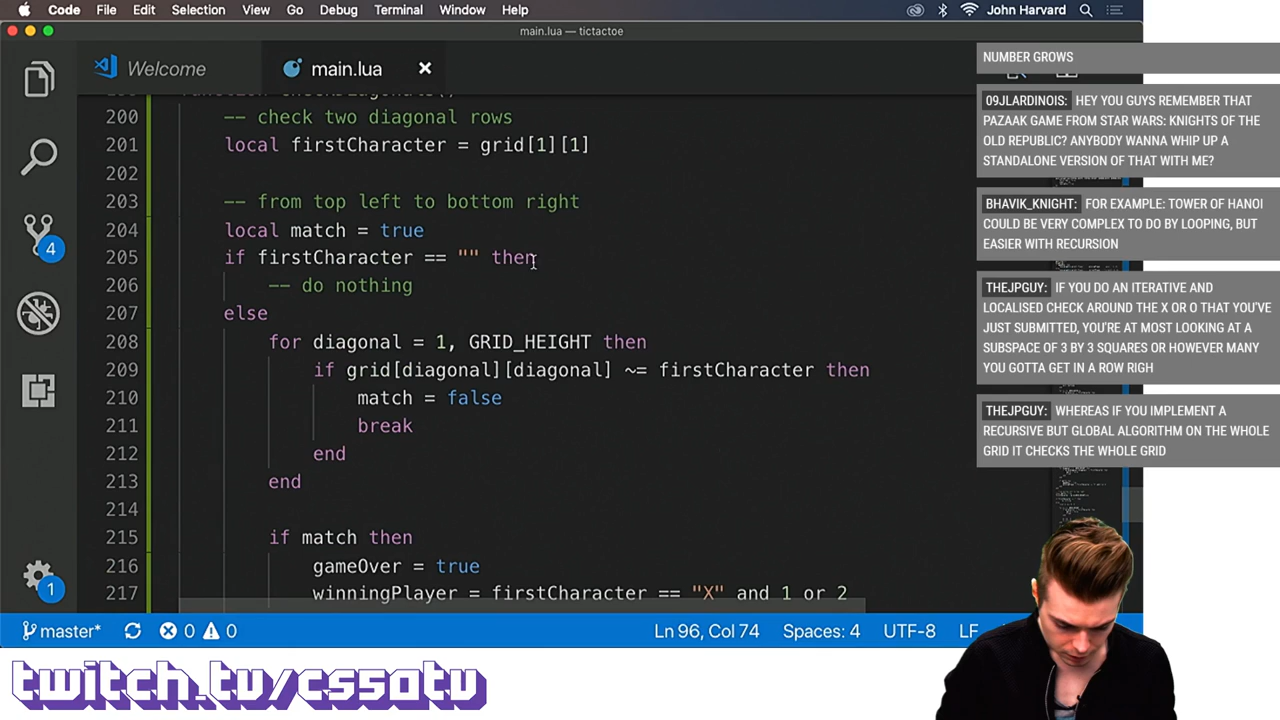 Code File Edit Selection View Go Debug Terminal Window Help John Harvard
main.lua — tictactoe
Welcome main.lua
200 -- check two diagonal rows
201 local firstCharacter = grid[1][1]
202
203 -- from top left to bottom right
204 local match = true
205 if firstCharacter == "" then
206 -- do nothing
207 else
208 for diagonal = 1, GRID_HEIGHT then
209 if grid[diagonal][diagonal] ~= firstCharacter then
210 match = false
211 break
212 end
213 end
214
215 if match then
216 gameOver = true
217 winningPlayer = firstCharacter == "X" and 1 or 2
4
1
master* 0 0 Ln 96, Col 74 Spaces: 4 UTF-8 LF
twitch.tv/cs50tv
NUMBER GROWS
09JLARDINOIS: HEY YOU GUYS REMEMBER THAT
PAZAAK GAME FROM STAR WARS: KNIGHTS OF
THE OLD REPUBLIC? ANYBODY WANNA WHIP UP A
STANDALONE VERSION OF THAT WITH ME?
BHAVIK_KNIGHT: FOR EXAMPLE: TOWER OF HANOI
COULD BE VERY COMPLEX TO DO BY LOOPING, BUT
EASIER WITH RECURSION
THEJPGUY: IF YOU DO AN ITERATIVE AND
LOCALISED CHECK AROUND THE X OR O THAT YOU'VE
JUST SUBMITTED, YOU'RE AT MOST LOOKING AT A
SUBSPACE OF 3 BY 3 SQUARES OR HOWEVER MANY
YOU GOTTA GET IN A ROW RIGH
THEJPGUY: WHEREAS IF YOU IMPLEMENT A
RECURSIVE BUT GLOBAL ALGORITHM ON THE WHOLE
GRID IT CHECKS THE WHOLE GRID